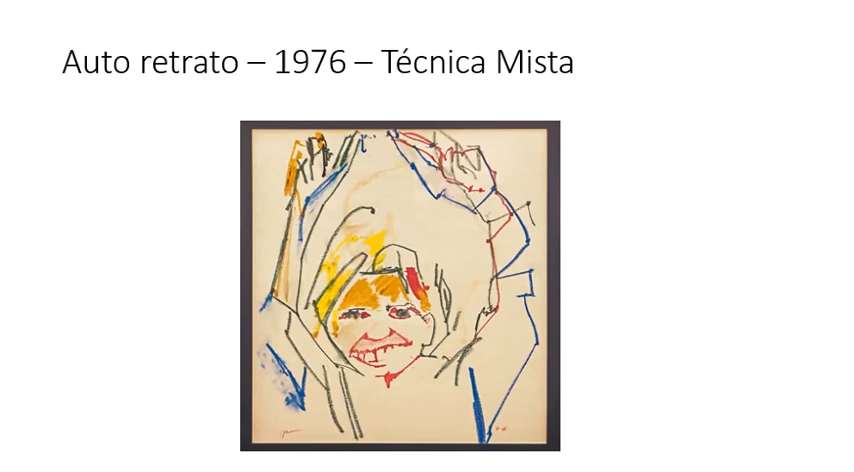 Auto retrato – 1976 – Técnica Mista